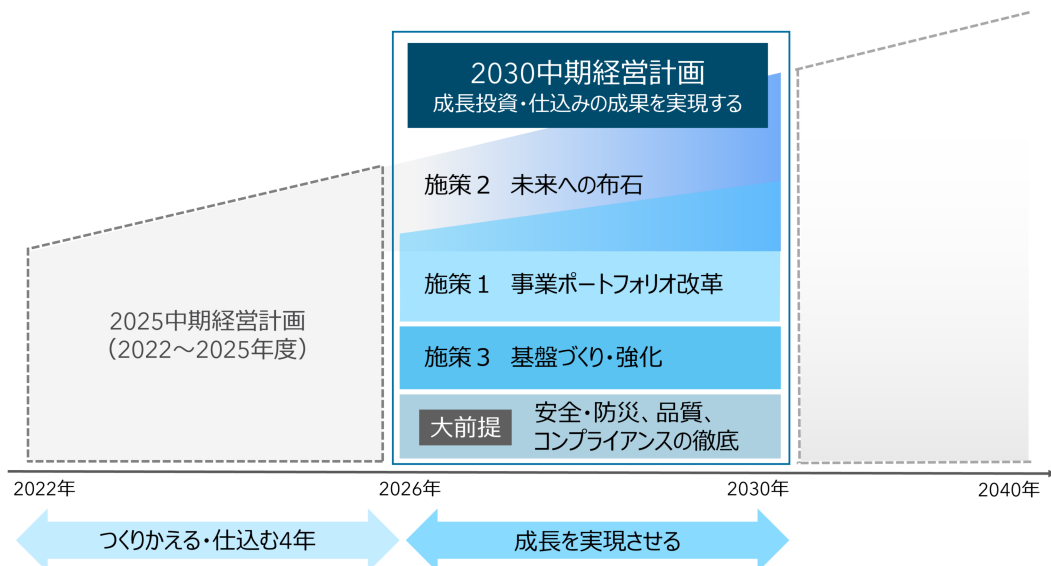 2030中期経営計画
成長投資・仕込みの成果を実現する
施策2 未来への布石
施策1 事業ポートフォリオ改革
2025中期経営計画
（2022～2025年度）
施策3 基盤づくり・強化
大前提
安全・防災、品質、
コンプライアンスの徹底
2022年
2026年
2030年
2040年
つくりかえる・仕込む4年
成長を実現させる